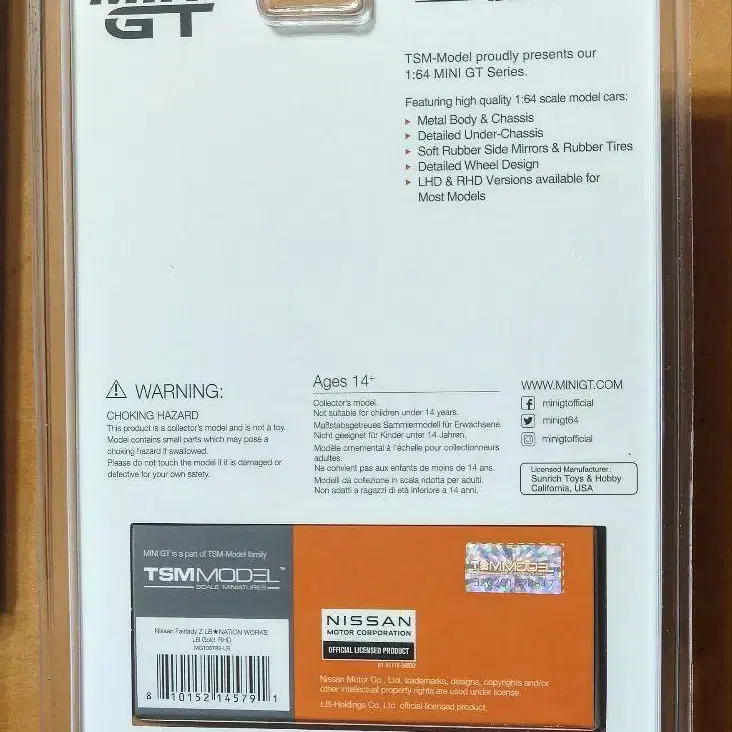 GT
TSM-Model proudly presents our
1:64 MINI GT Series.
Featuring high quality 1:64 scale model cars:
Metal Body & Chassis
Detailed Under-Chassis
Soft Rubber Side Mirrors & Rubber Tires
Detailed Wheel Design
LHD & RHD Versions available for
Most Models
WARNING:
CHOKING HAZARD
This product is a collector's model and is not a toy.
Model contains small parts which may pose a
choking hazard if swallowed.
Please do not touch the model if it is damaged or
defective for your own safety.
Ages 14+
Collector's model.
Not suitable for children under 14 years.
Maßstabsgetreues Sammlermodell für Erwachsene.
Nicht geeignet für Kinder unter 14 Jahren.
Modèle ornemental à l'échelle pour collectionneurs
adultes.
Ne convient pas aux enfants de moins de 14 ans.
Modelli da collezione in scala ridotta per adulti.
Non adatti a ragazzi di età inferiore a 14 anni.
WWW.MINIGT.COM
minigtofficial
minigt64
minigtofficial
Licensed Manufacturer:
Sunrich Toys & Hobby
California, USA
MINI GT is a part of TSM-Model family
TSMMODEL™
SCALE MINIATURES
Nissan Fairlady Z LB★NATION WORKS
LB Gold RHD
MGT00789-LB
8 10152 14579 1
TSMMODEL
NISSAN
MOTOR CORPORATION
OFFICIAL LICENSED PRODUCT
Nissan Motor Co., Ltd. trademarks, designs, copyrights and/or
other intellectual property rights are used under license.
LB-Holdings Co. Ltd. official licensed product.